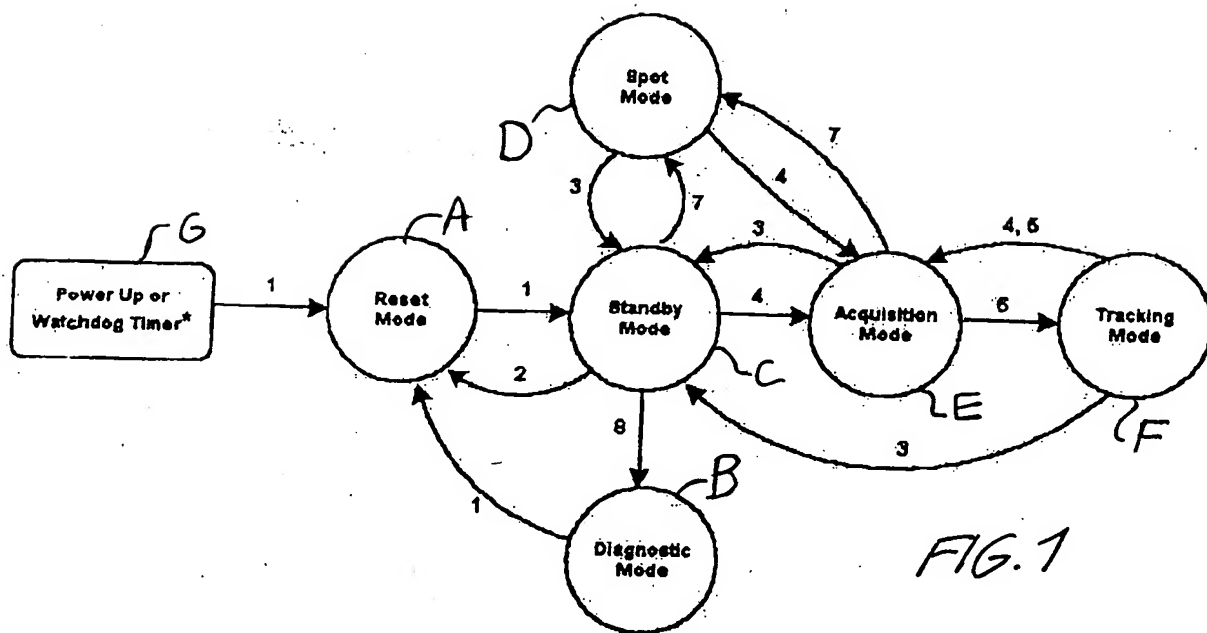 Spot
Mode
D
7
3
7
4
G
A
3
4, 5
Power Up or
Watchdog Timer*
1
Reset
Mode
1
Standby
Mode
4
Acquisition
Mode
6
Tracking
Mode
2
C
E
F
8
3
1
B
Diagnostic
Mode
FIG. 1